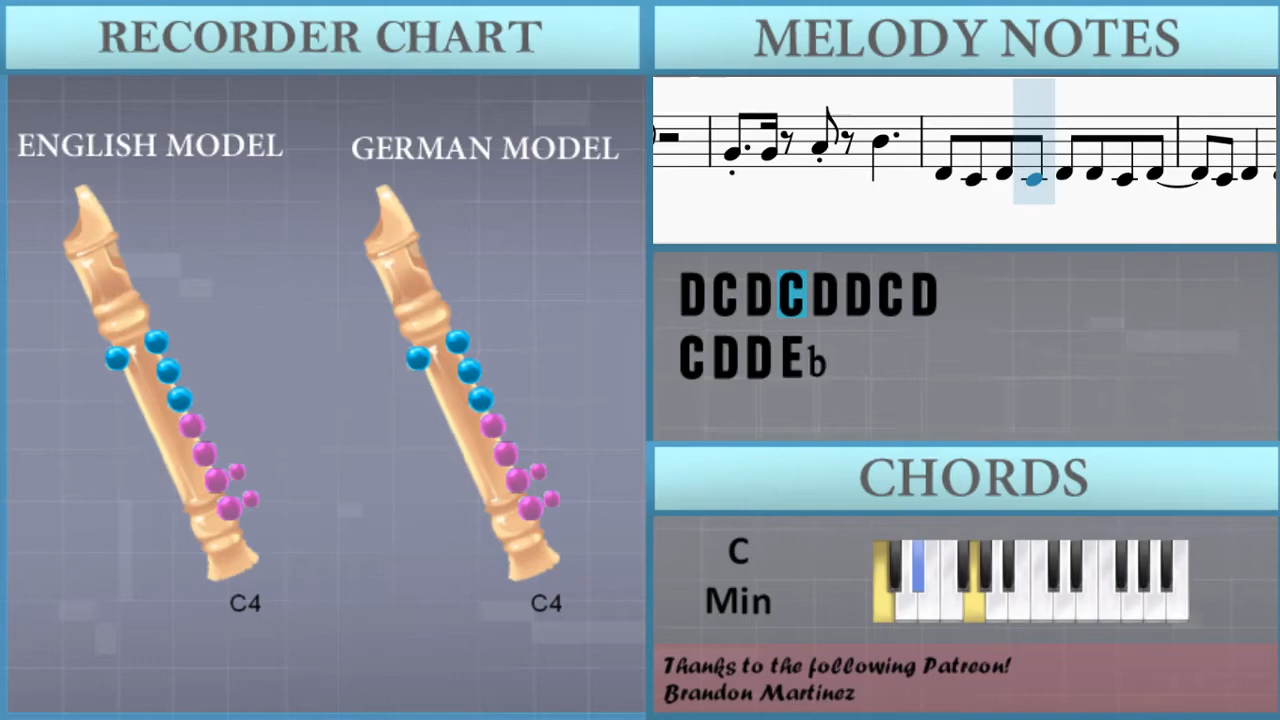 RECORDER CHART
ENGLISH MODEL
GERMAN MODEL
C4
C4
MELODY NOTES
DCDCDDCD
CDDEb
CHORDS
C
Min
Thanks to the following Patreon!
Brandon Martinez